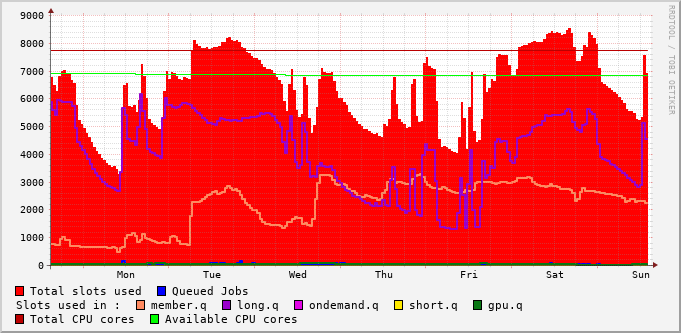 9000
8000
7000
6000
5000
4000
3000
2000
1000
0
Mon Tue Wed Thu Fri Sat Sun
RRDTOOL / TOBI OETIKER
Total slots used Queued Jobs
Slots used in : member.q long.q ondemand.q short.q gpu.q
Total CPU cores Available CPU cores